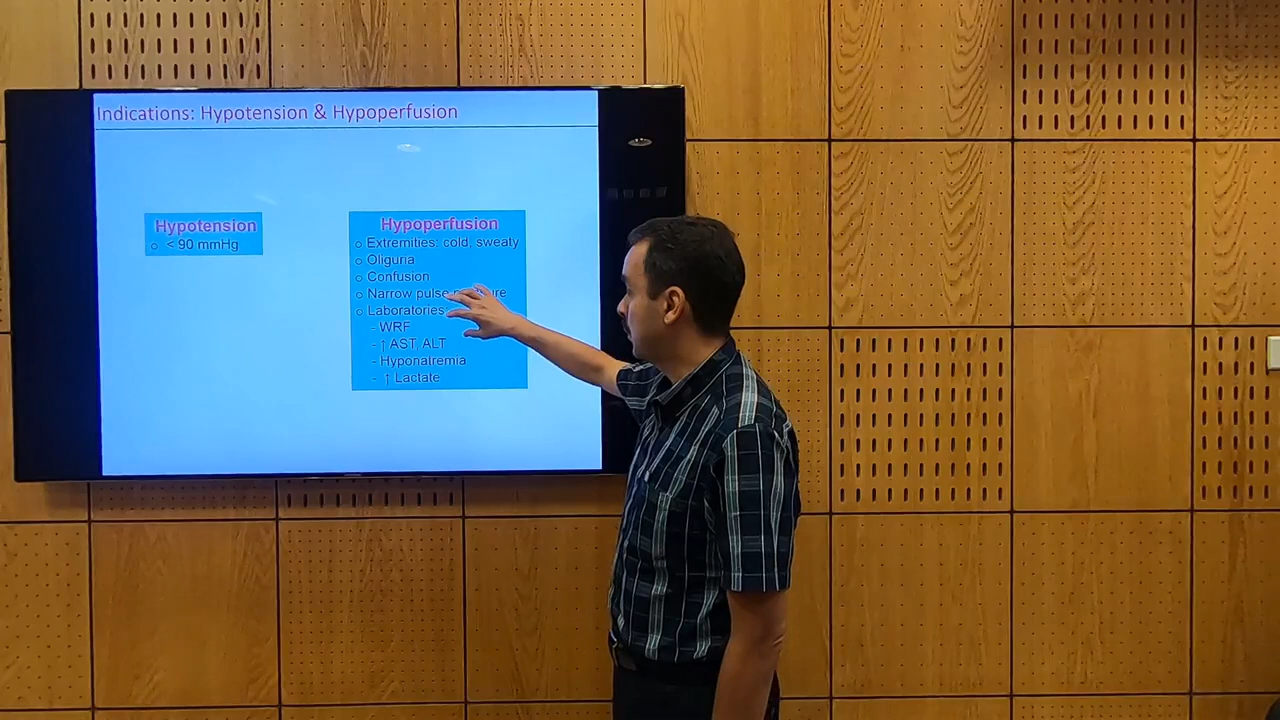 Indications: Hypotension & Hypoperfusion
Hypotension
○ < 90 mmHg
Hypoperfusion
○ Extremities: cold, sweaty
○ Oliguria
○ Confusion
○ Narrow pulse
○ Laboratories
- WRF
- ↑ AST, ALT
- Hyponatremia
- ↑ Lactate